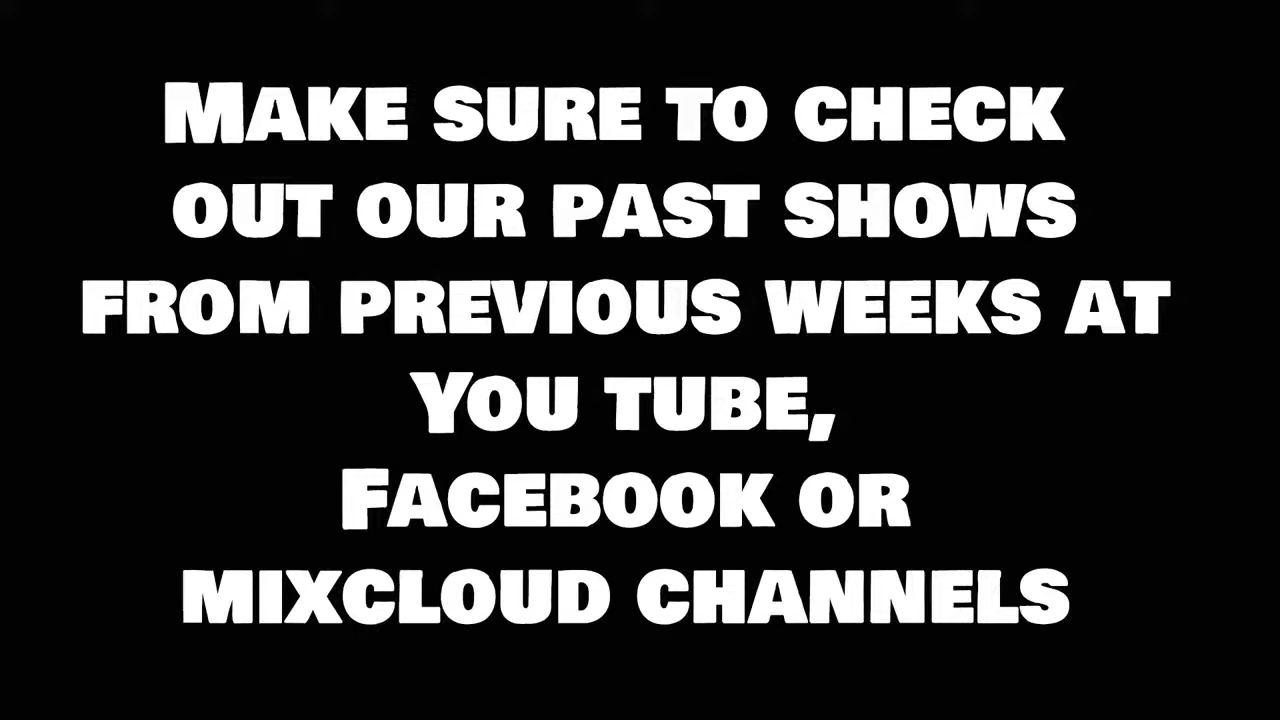 Make sure to check
out our past shows
from previous weeks at
You tube,
Facebook or
mixcloud channels